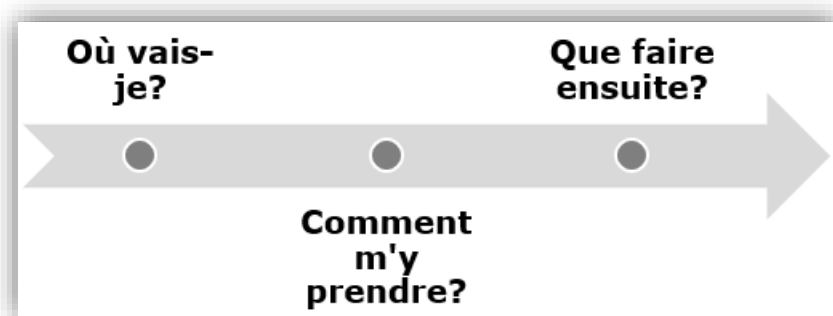 Où vais-
je?
Comment
m'y
prendre?
Que faire
ensuite?